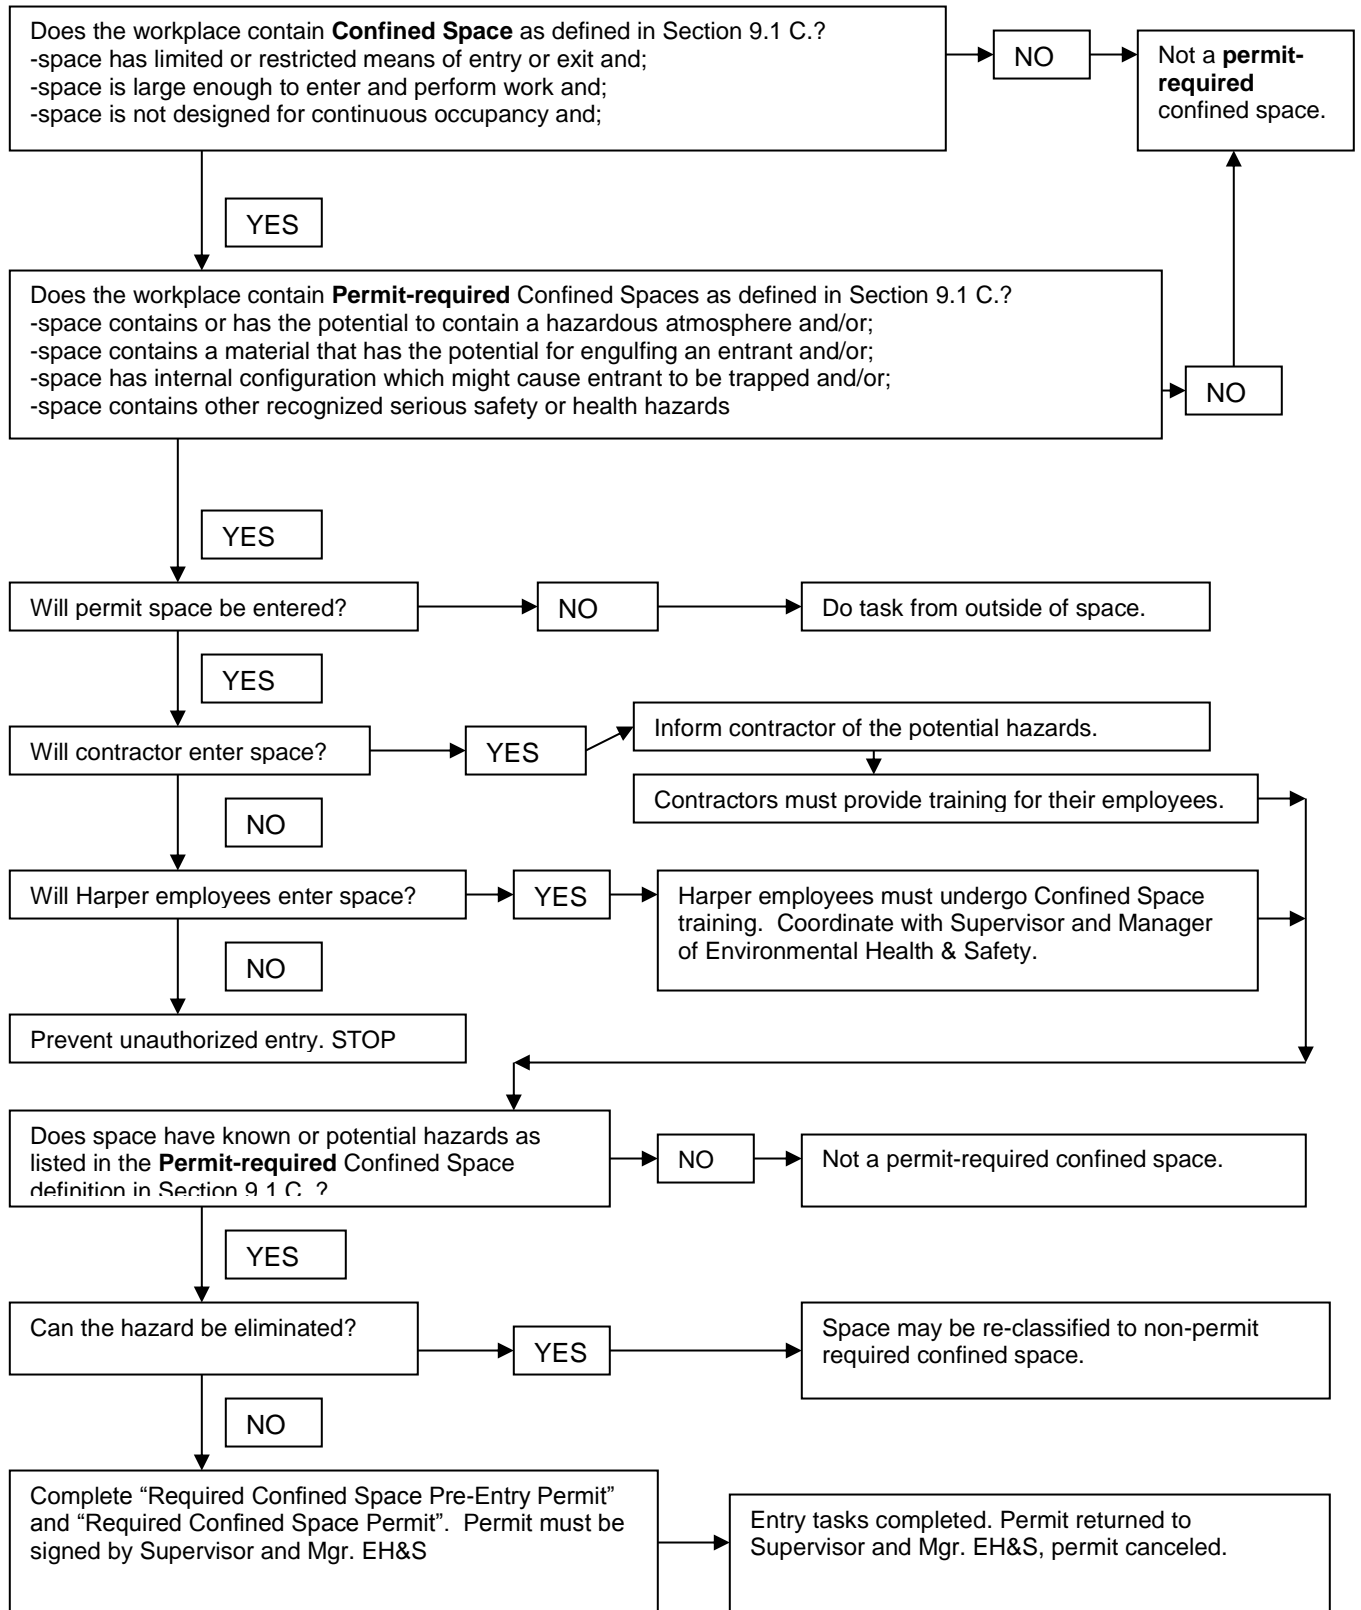 Does the workplace contain Confined Space as defined in Section 9.1 C.?
-space has limited or restricted means of entry or exit and;
-space is large enough to enter and perform work and;
-space is not designed for continuous occupancy and;
NO
Not a permit-
required
confined space.
YES
Does the workplace contain Permit-required Confined Spaces as defined in Section 9.1 C.?
-space contains or has the potential to contain a hazardous atmosphere and/or;
-space contains a material that has the potential for engulfing an entrant and/or;
-space has internal configuration which might cause entrant to be trapped and/or;
-space contains other recognized serious safety or health hazards
NO
YES
Will permit space be entered?
NO
Do task from outside of space.
YES
Will contractor enter space?
YES
Inform contractor of the potential hazards.
Contractors must provide training for their employees.
NO
Will Harper employees enter space?
YES
Harper employees must undergo Confined Space
training.  Coordinate with Supervisor and Manager
of Environmental Health & Safety.
NO
Prevent unauthorized entry. STOP
Does space have known or potential hazards as
listed in the Permit-required Confined Space
definition in Section 9.1 C. ?
NO
Not a permit-required confined space.
YES
Can the hazard be eliminated?
YES
Space may be re-classified to non-permit
required confined space.
NO
Complete “Required Confined Space Pre-Entry Permit”
and “Required Confined Space Permit”.  Permit must be
signed by Supervisor and Mgr. EH&S
Entry tasks completed. Permit returned to
Supervisor and Mgr. EH&S, permit canceled.